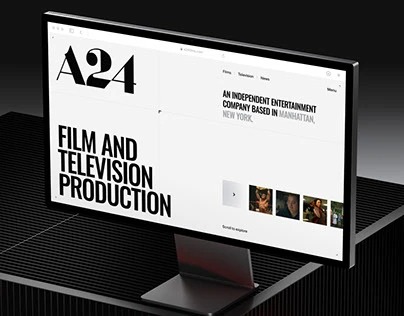 A24
Films
Television
News
Menu
AN INDEPENDENT ENTERTAINMENT
COMPANY BASED IN MANHATTAN,
NEW YORK.
FILM AND
TELEVISION
PRODUCTION
Scroll to explore